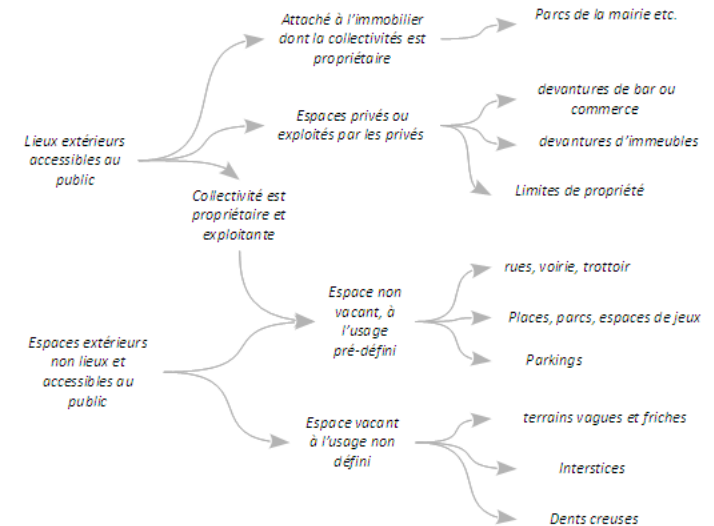 Attaché à l'immobilier
dont la collectivités est
propriétaire
Parcs de la mairie etc.
Espaces privés ou
exploités par les privés
devantures de bar ou
commerce
devantures d'immeubles
Limites de propriété
Lieux extérieurs
accessibles au
public
Collectivité est
propriétaire et
exploitante
Espace non
vacant, à
l'usage
pré-défini
rues, voirie, trottoir
Places, parcs, espaces de jeux
Parkings
Espaces extérieurs
non lieux et
accessibles au
public
Espace vacant
à l'usage non
défini
terrains vagues et friches
Interstices
Dents creuses